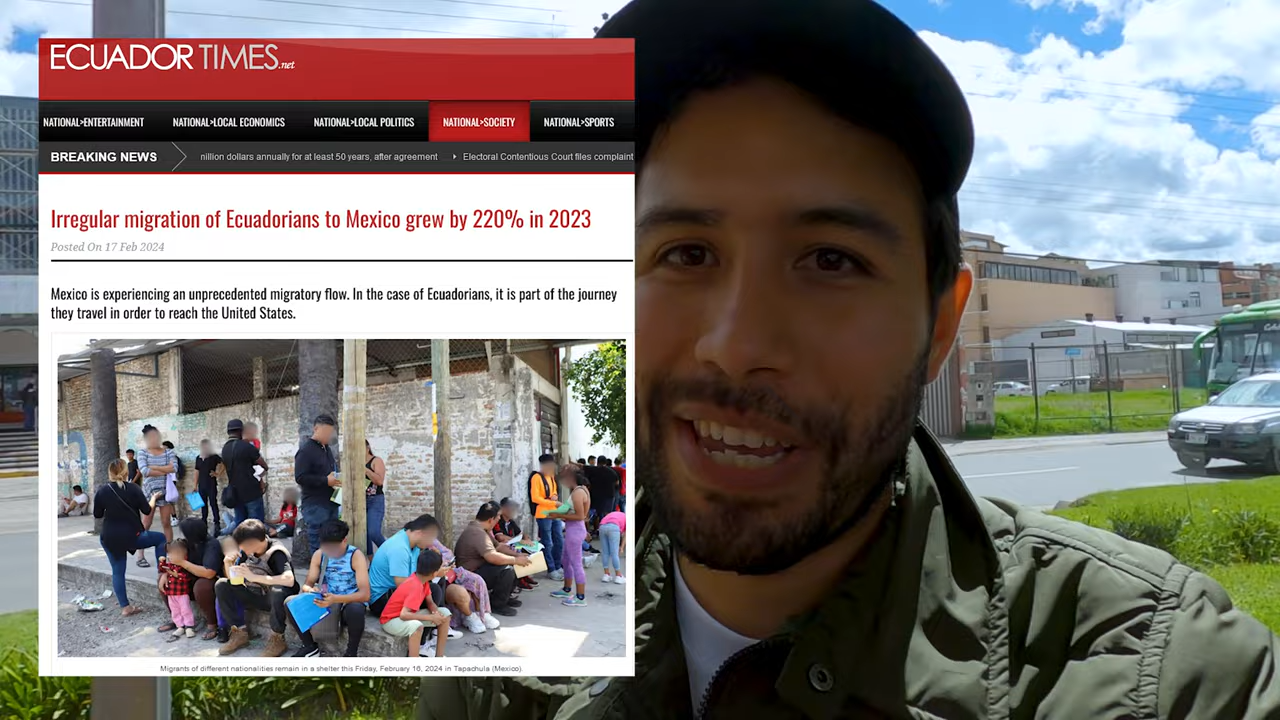 ECUADOR TIMES.net
NATIONAL>ENTERTAINMENT NATIONAL>LOCAL ECONOMICS NATIONAL>LOCAL POLITICS NATIONAL>SOCIETY NATIONAL>SPORTS
BREAKING NEWS nillion dollars annually for at least 50 years, after agreement Electoral Contentious Court files complaint
Irregular migration of Ecuadorians to Mexico grew by 220% in 2023
Posted On 17 Feb 2024
Mexico is experiencing an unprecedented migratory flow. In the case of Ecuadorians, it is part of the journey
they travel in order to reach the United States.
Migrants of different nationalities remain in a shelter this Friday, February 16, 2024 in Tapachula (Mexico).